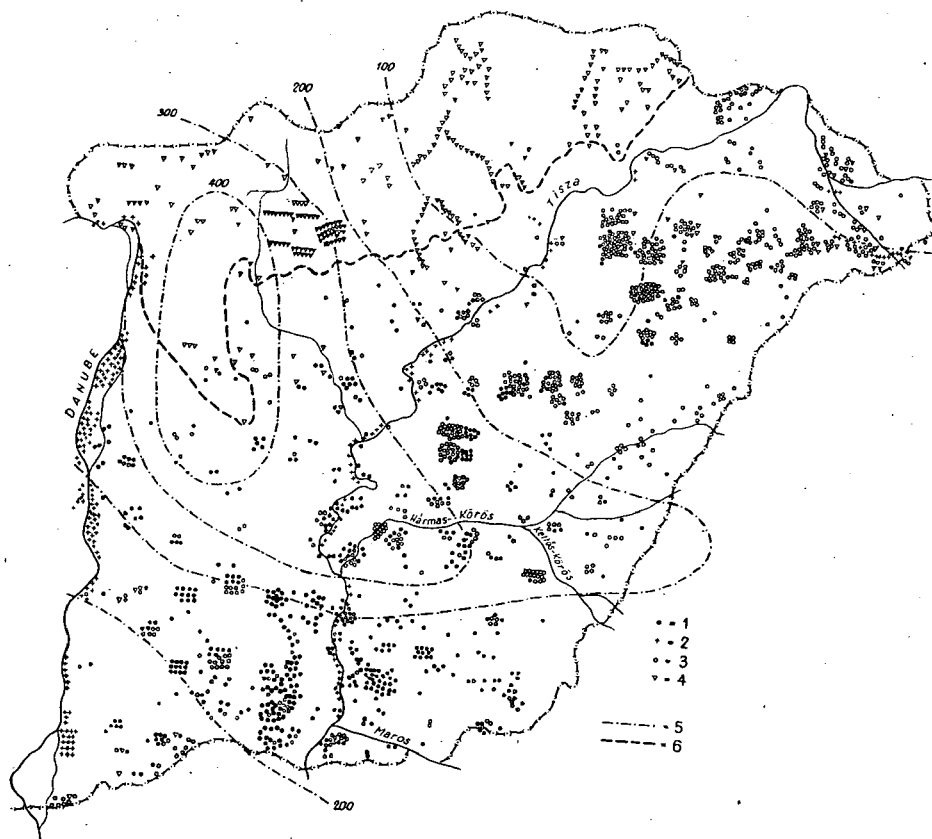 100
200
300
400
Tisza
DANUBE
Hármas-Körös
Kettős-Körös
• - 1
+ - 2
○ - 3
▽ - 4
- 5
- 6
Maros
200